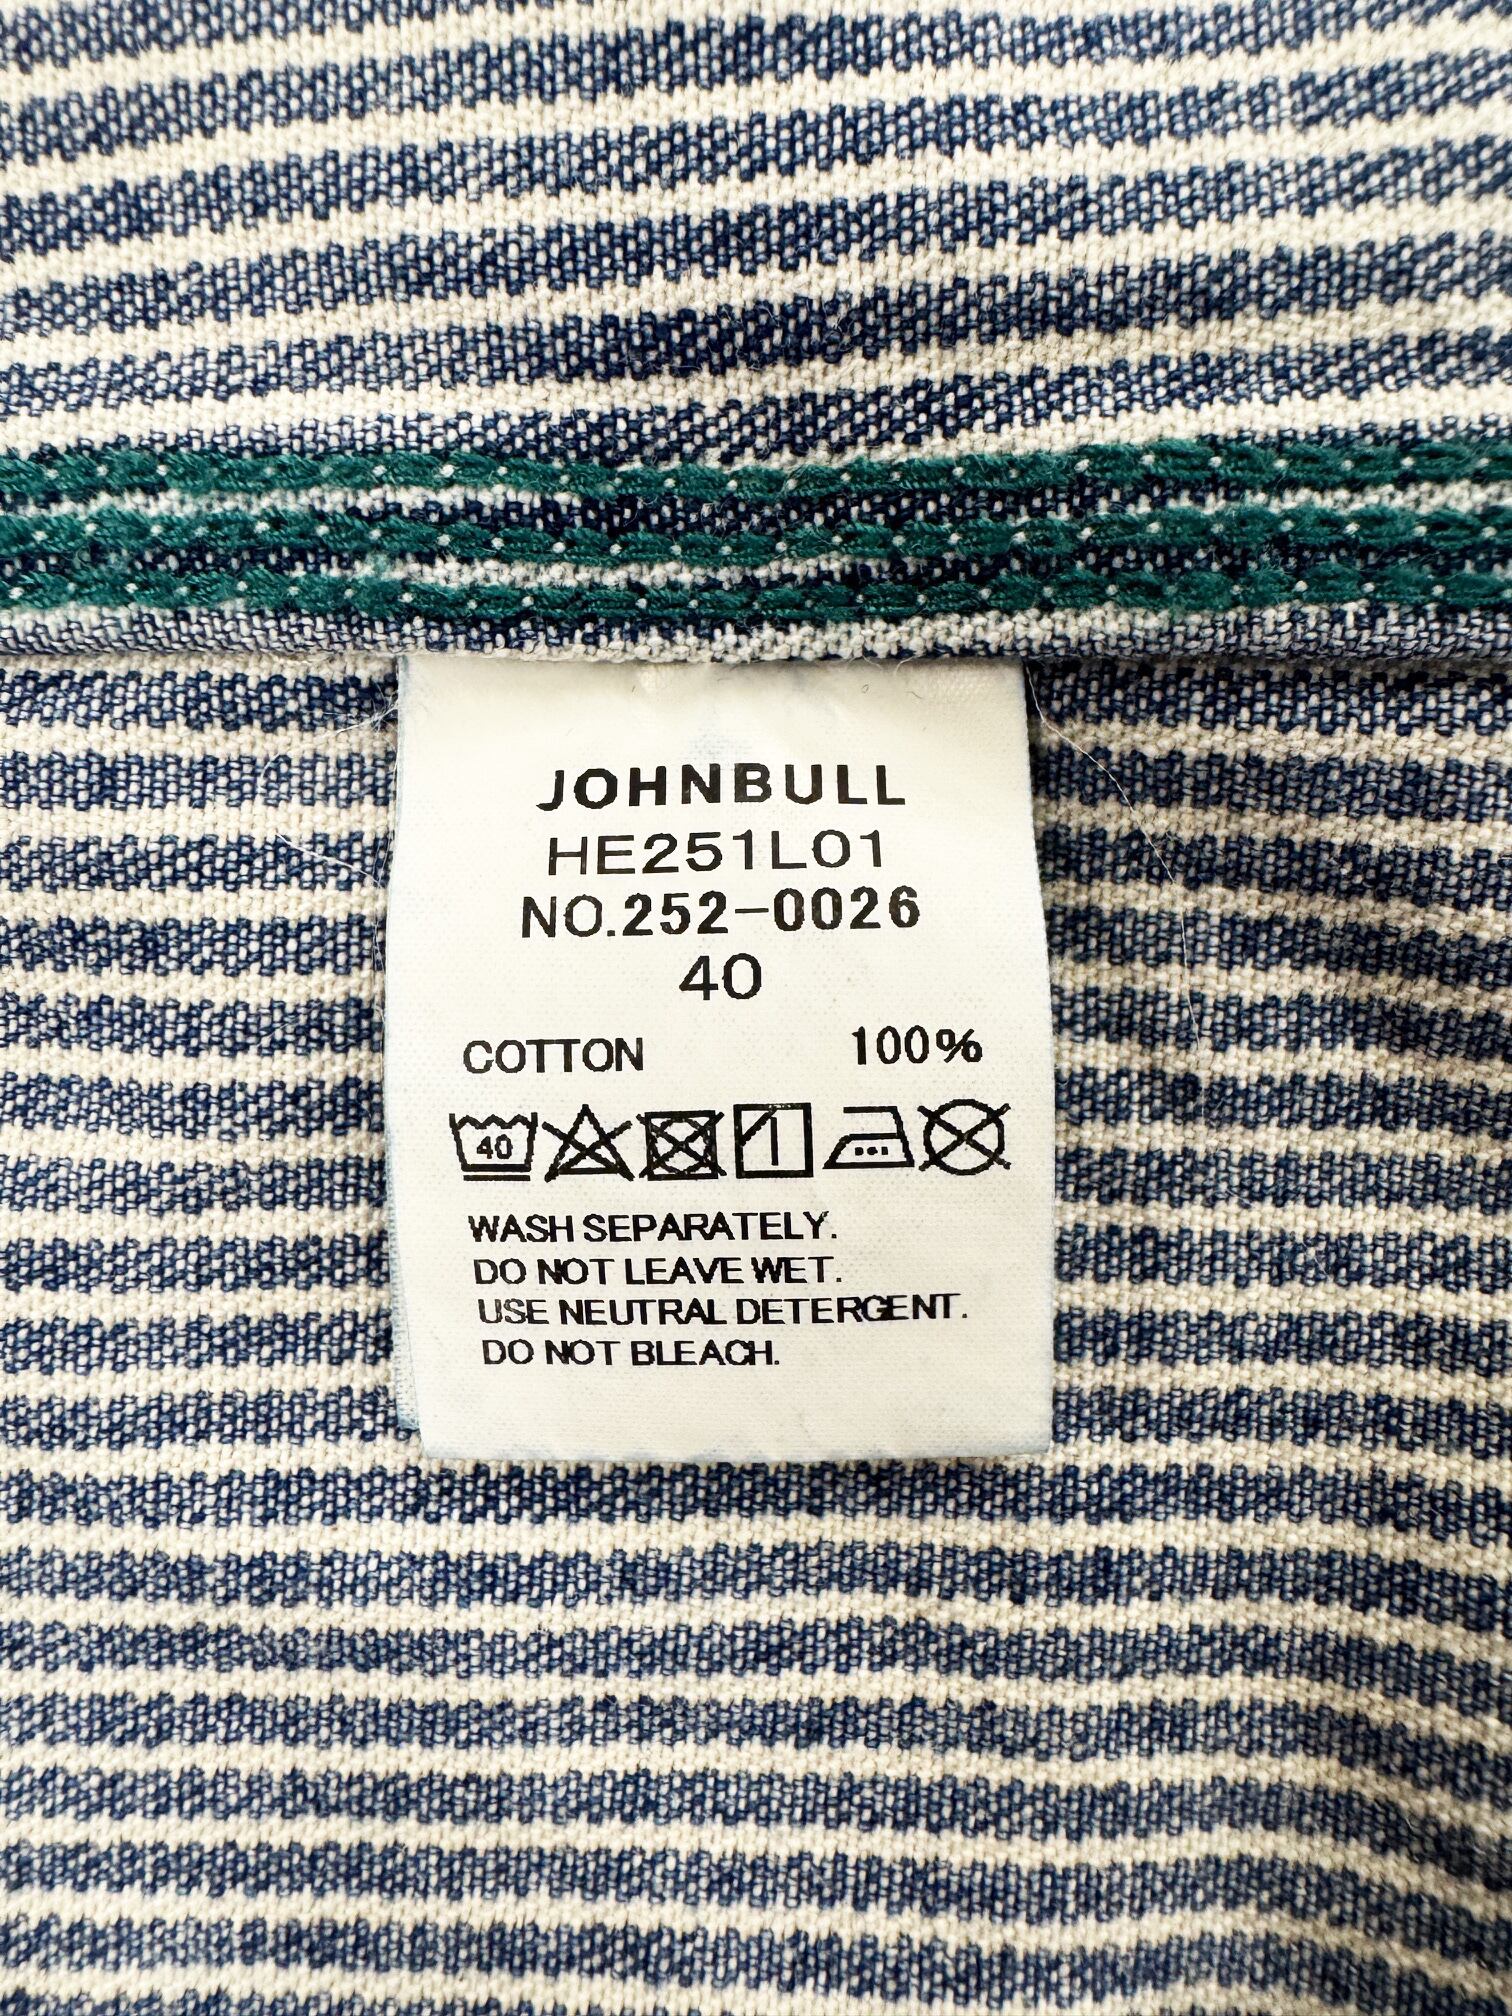 JOHNBULL
HE251L01
NO.252-0026
40
COTTON 100%
40
WASH SEPARATELY.
DO NOT LEAVE WET.
USE NEUTRAL DETERGENT.
DO NOT BLEACH.